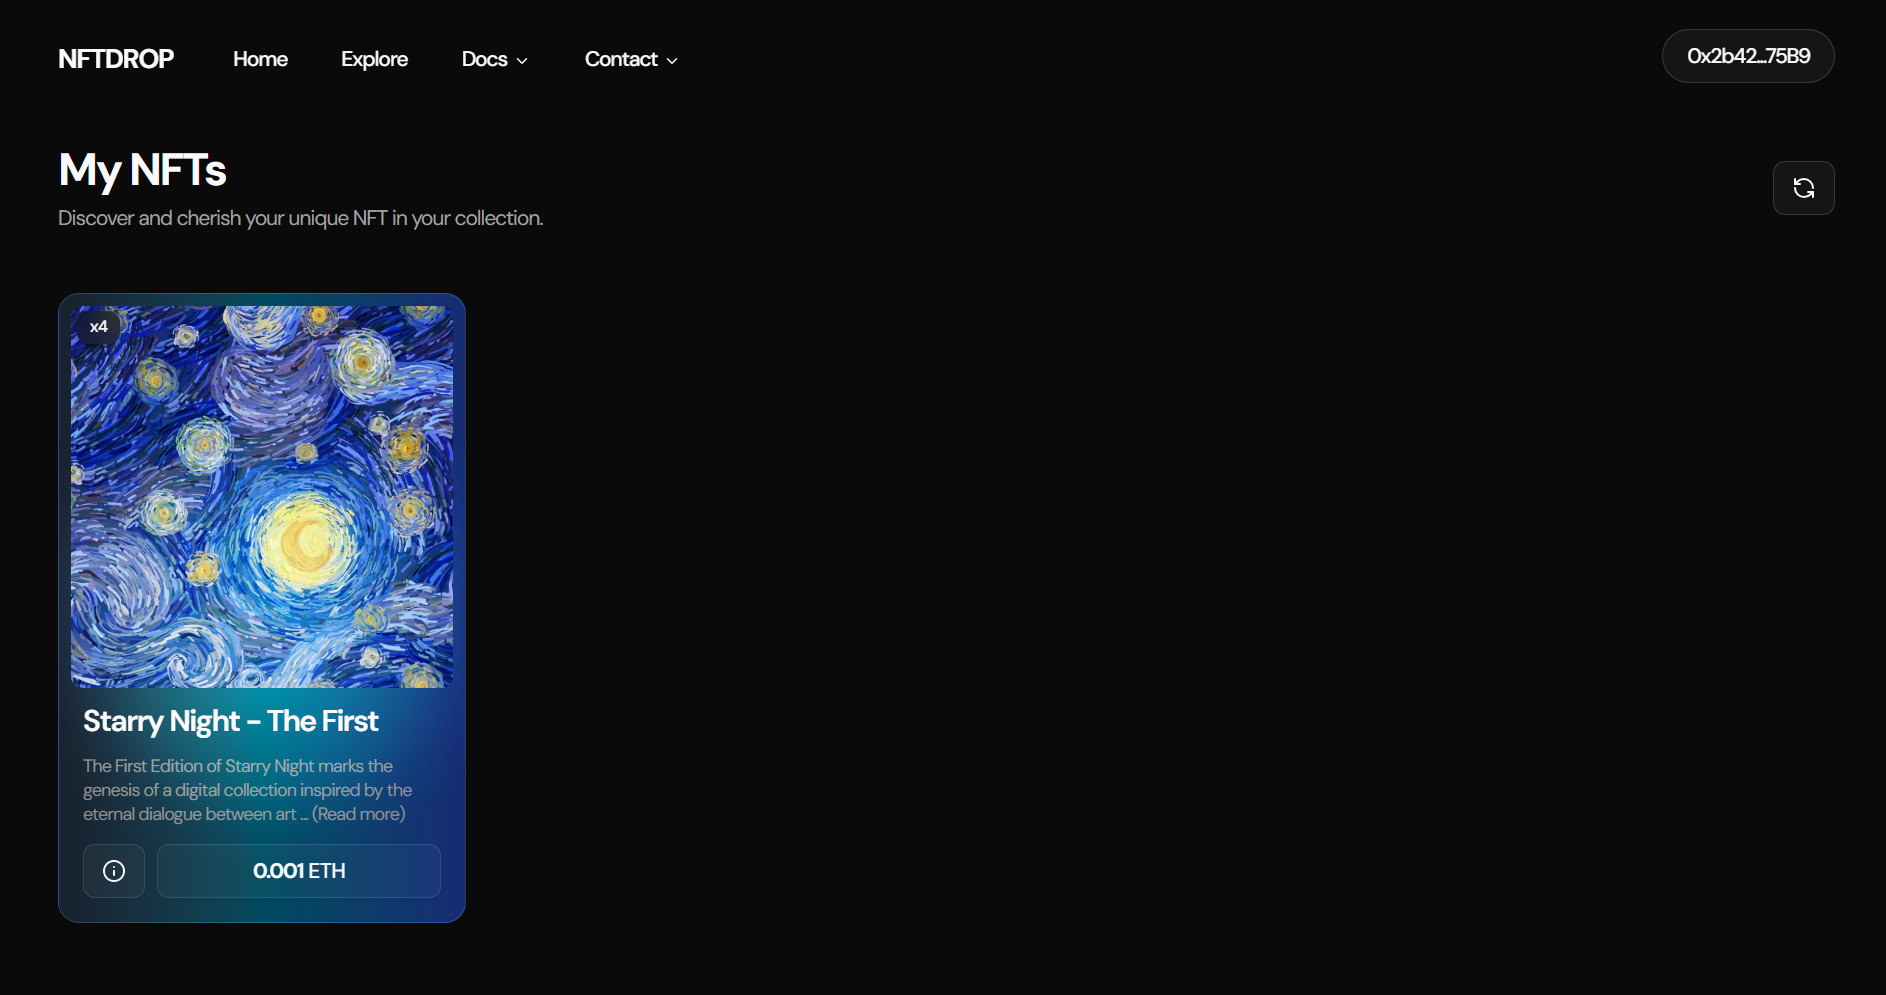 NFTDROP
Home
Explore
Docs
Contact
0x2b42...75B9
My NFTs
Discover and cherish your unique NFT in your collection.
x4
Starry Night - The First
The First Edition of Starry Night marks the
genesis of a digital collection inspired by the
eternal dialogue between art ... (Read more)
0.001 ETH